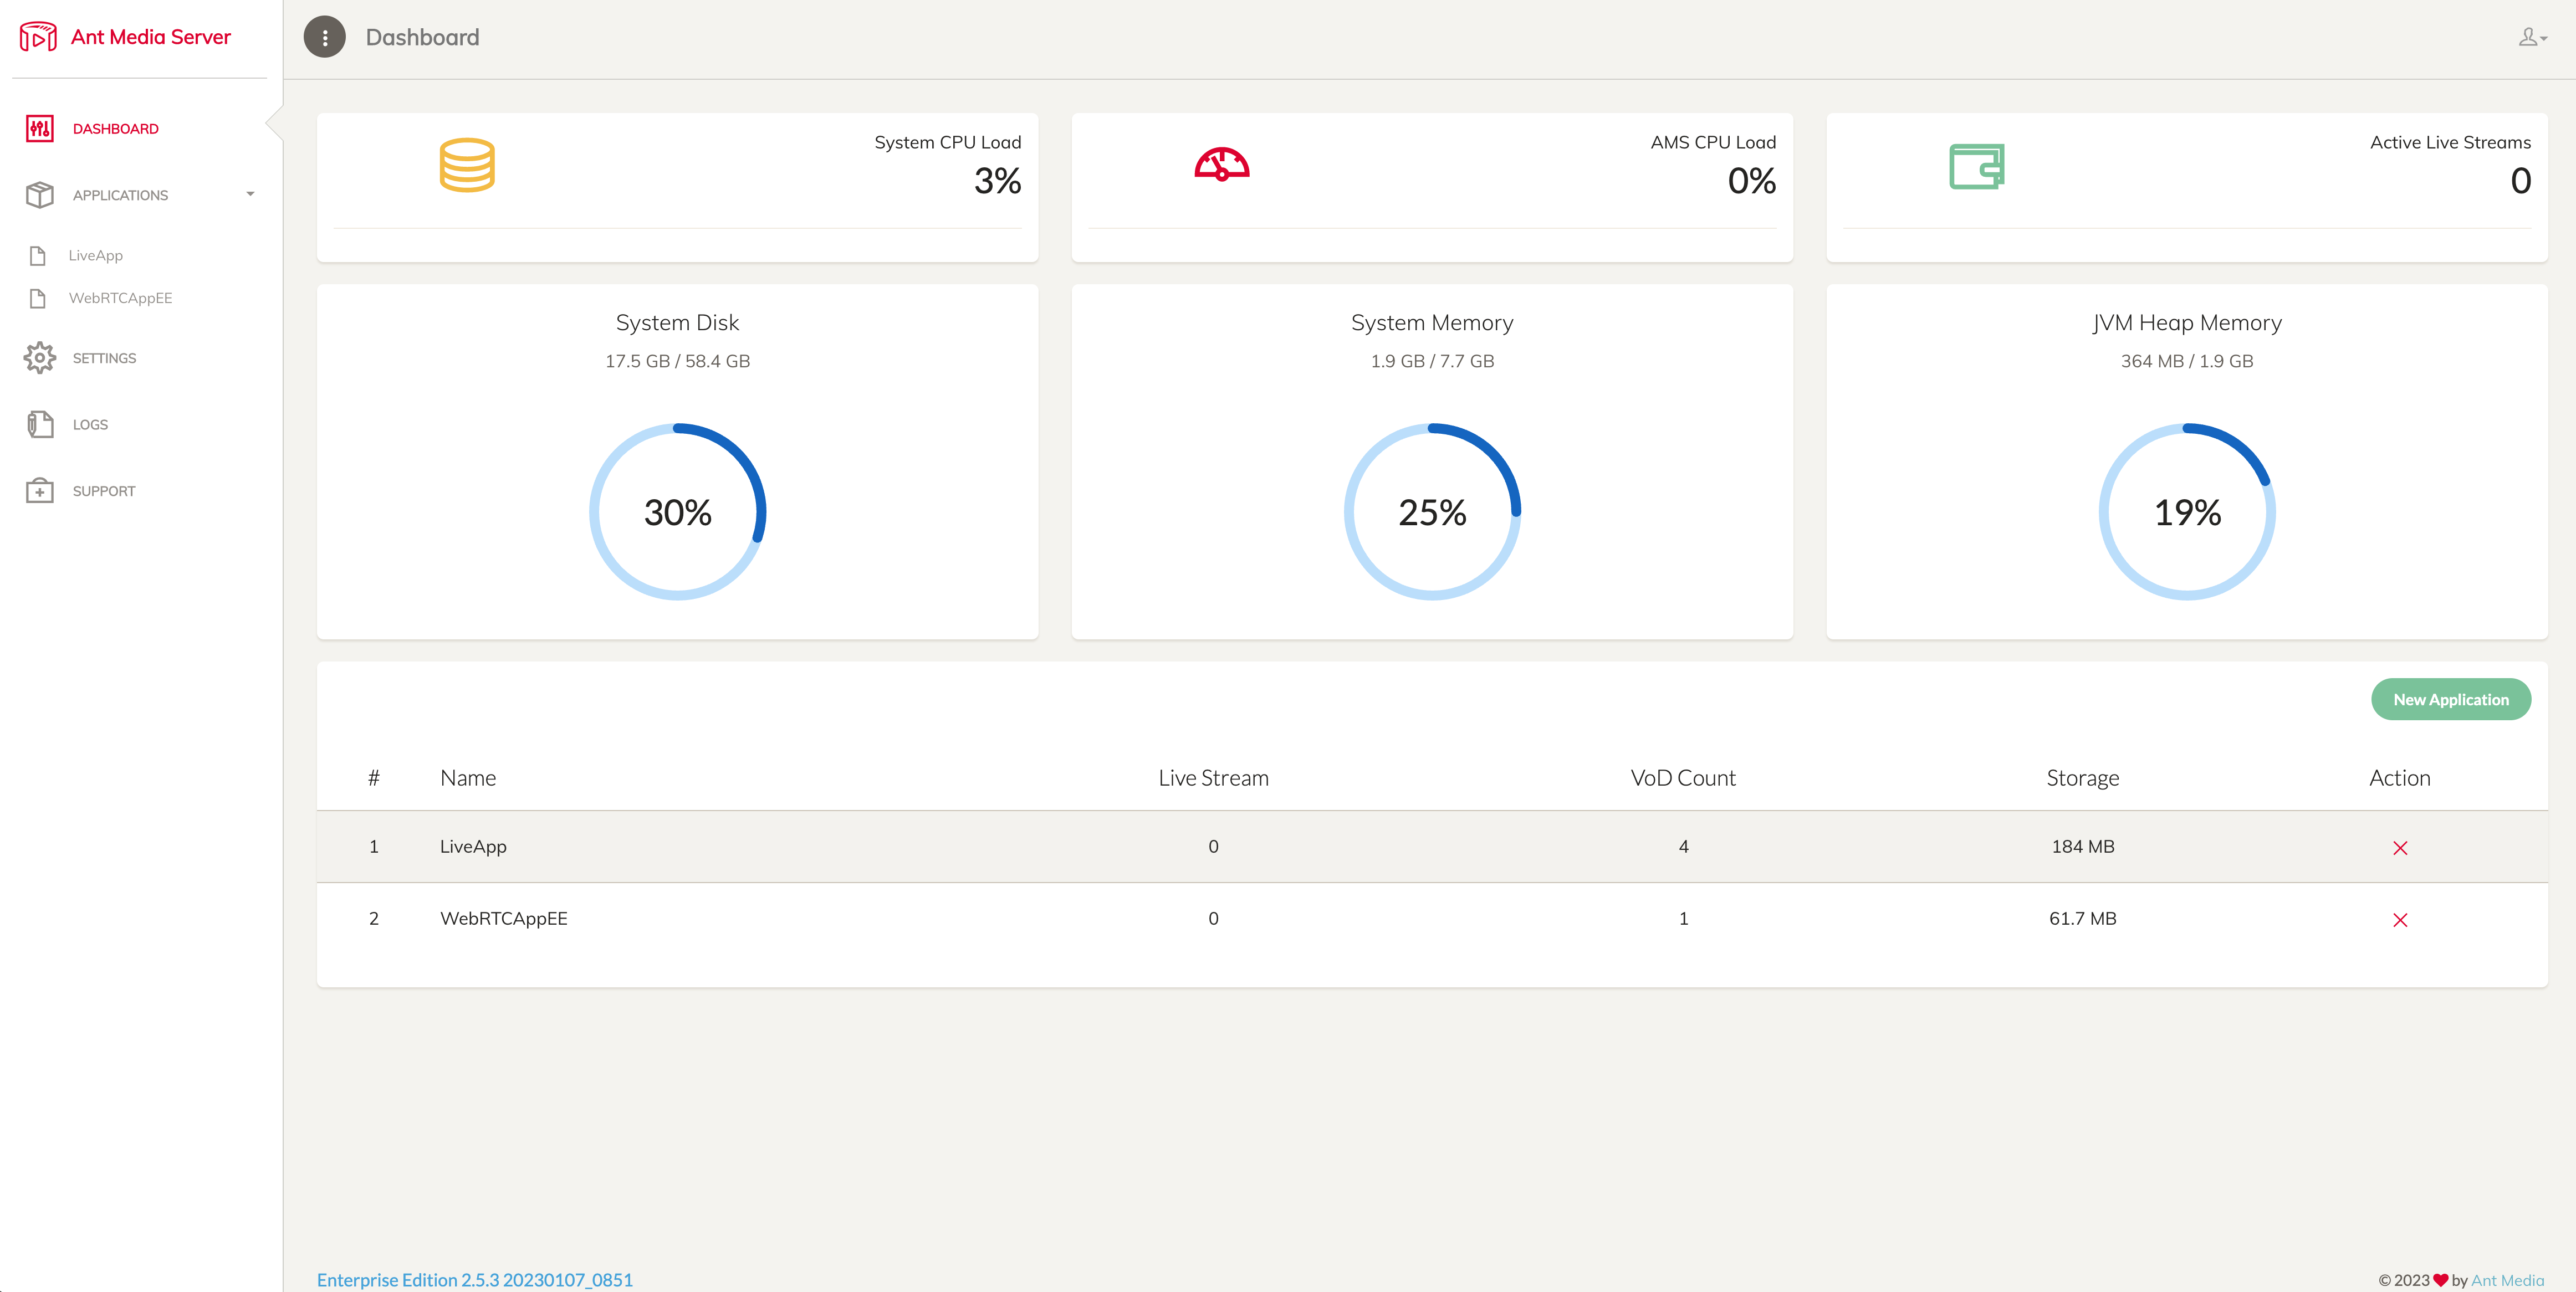 Ant Media Server
Dashboard
DASHBOARD
APPLICATIONS
LiveApp
WebRTCAppEE
SETTINGS
LOGS
SUPPORT
System CPU Load
3%
AMS CPU Load
0%
Active Live Streams
0
System Disk
17.5 GB / 58.4 GB
30%
System Memory
1.9 GB / 7.7 GB
25%
JVM Heap Memory
364 MB / 1.9 GB
19%
New Application
# Name Live Stream VoD Count Storage Action
1 LiveApp 0 4 184 MB
2 WebRTCAppEE 0 1 61.7 MB
Enterprise Edition 2.5.3 20230107_0851
© 2023 ❤ by Ant Media